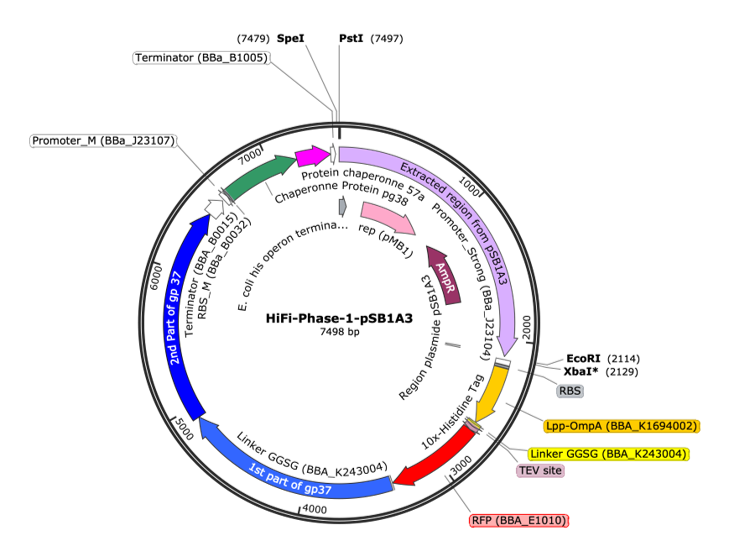 (7479) SpeI
PstI (7497)
Terminator (BBa_B1005)
Promoter_M (BBa_J23107)
7000
1000
Extracted region from pSB1A3
Protein chaperonne 57a
Chaperonne Protein pg38
E. coli his operon termina...
rep (pMB1)
Promoter_Strong (BBa_J23104)
AmpR
Region plasmide pSB1A3
Terminator (BBA_B0015)
RBS_M (BBa_B0032)
6000
2nd Part of gp 37
HiFi-Phase-1-pSB1A3
7498 bp
2000
EcoRI (2114)
XbaI* (2129)
RBS
Lpp-OmpA (BBA_K1694002)
10x-Histidine Tag
Linker GGSG (BBA_K243004)
TEV site
5000
Linker GGSG (BBA_K243004)
1st part of gp37
3000
4000
RFP (BBA_E1010)